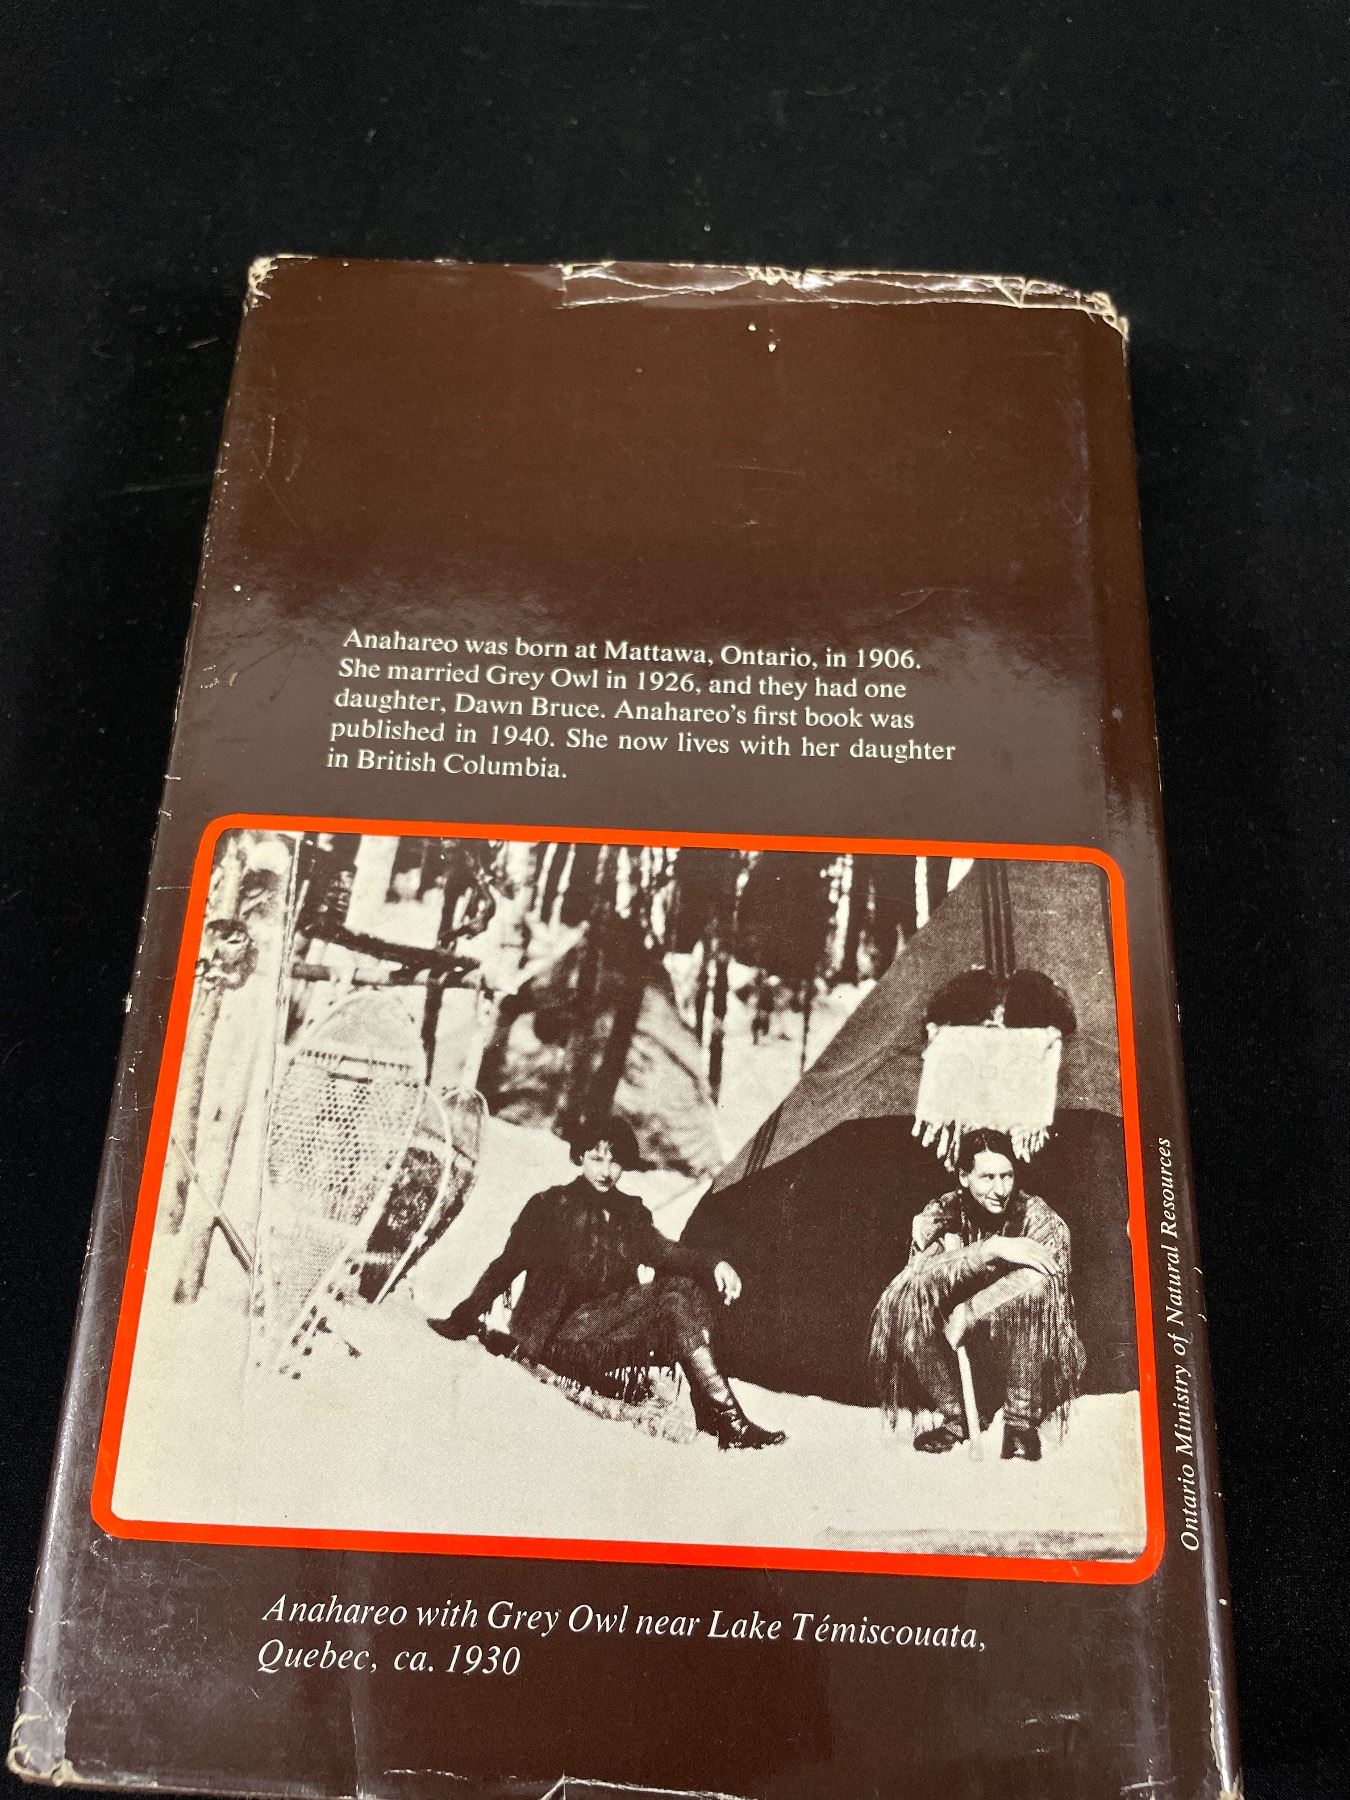 Anahareo was born at Mattawa, Ontario, in 1906.
She married Grey Owl in 1926, and they had one
daughter, Dawn Bruce. Anahareo's first book was
published in 1940. She now lives with her daughter
in British Columbia.
Ontario Ministry of Natural Resources
Anahareo with Grey Owl near Lake Témiscouata,
Quebec, ca. 1930